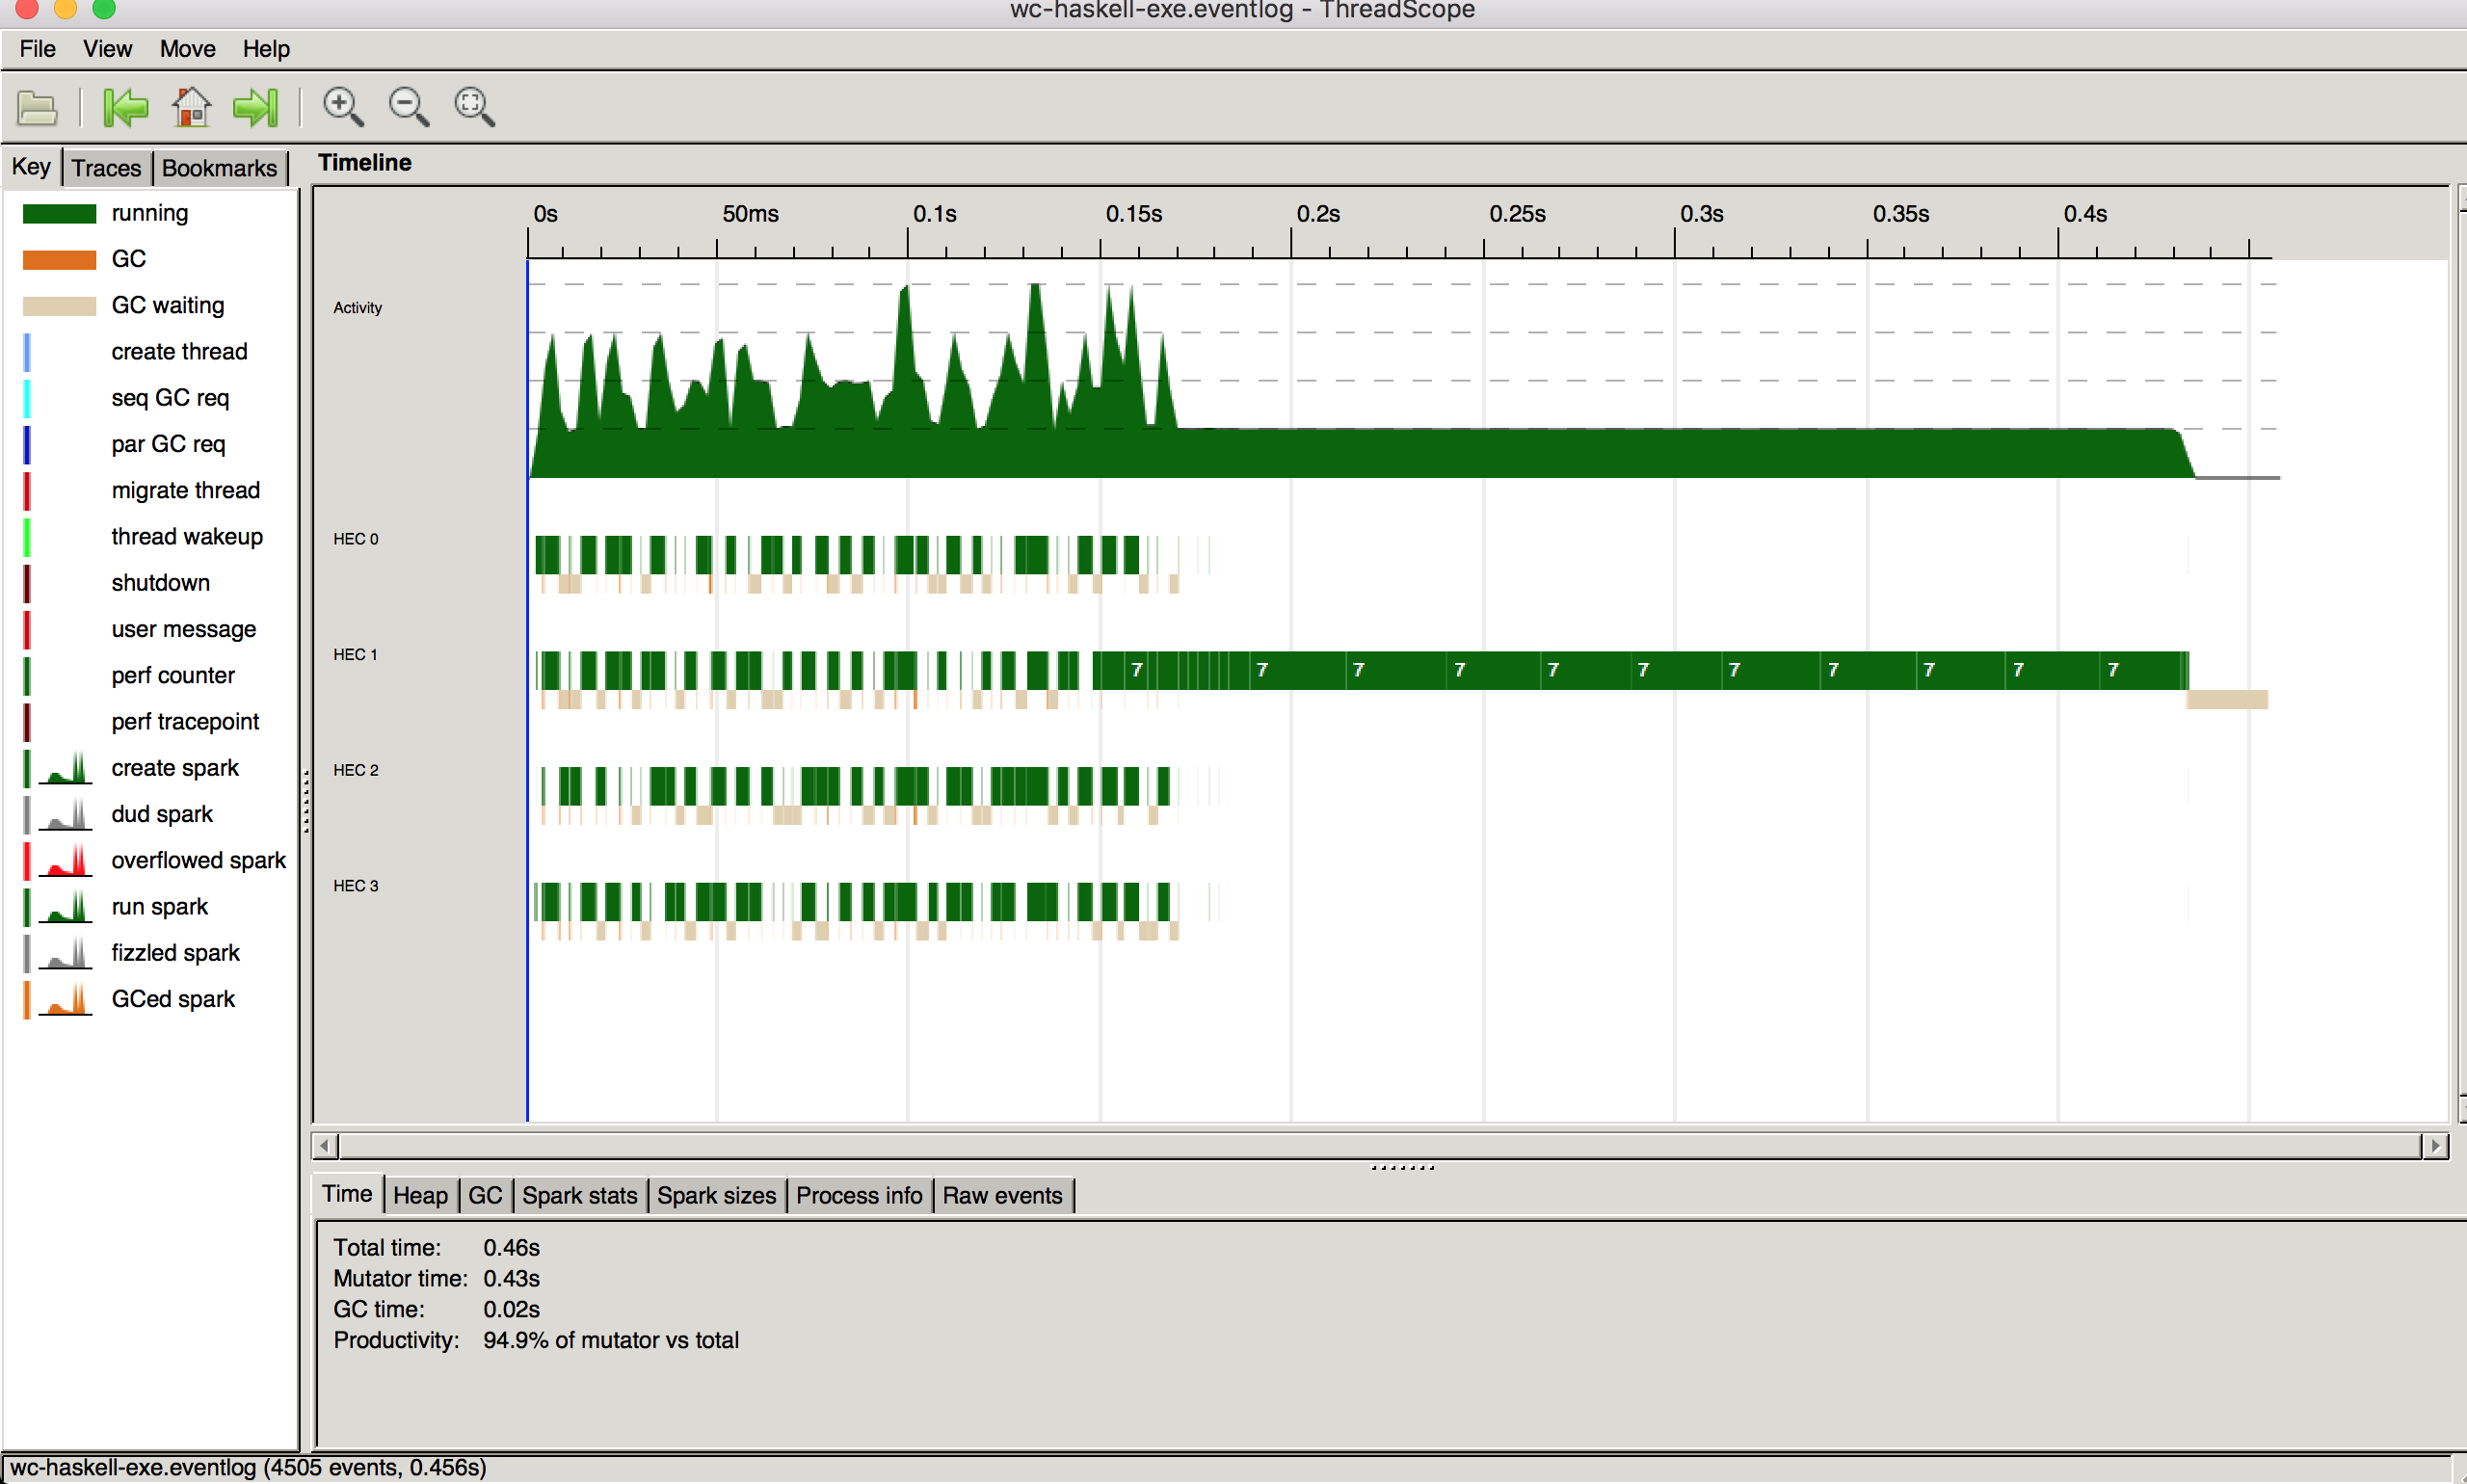 wc-haskell-exe.eventlog - ThreadScope
File View Move Help
Key Traces Bookmarks
running
GC
GC waiting
create thread
seq GC req
par GC req
migrate thread
thread wakeup
shutdown
user message
perf counter
perf tracepoint
create spark
dud spark
overflowed spark
run spark
fizzled spark
GCed spark
Timeline
0s 50ms 0.1s 0.15s 0.2s 0.25s 0.3s 0.35s 0.4s
Activity
HEC 0
HEC 1
7 7 7 7 7 7 7 7 7 7 7
HEC 2
HEC 3
Time Heap GC Spark stats Spark sizes Process info Raw events
Total time: 0.46s
Mutator time: 0.43s
GC time: 0.02s
Productivity: 94.9% of mutator vs total
wc-haskell-exe.eventlog (4505 events, 0.456s)